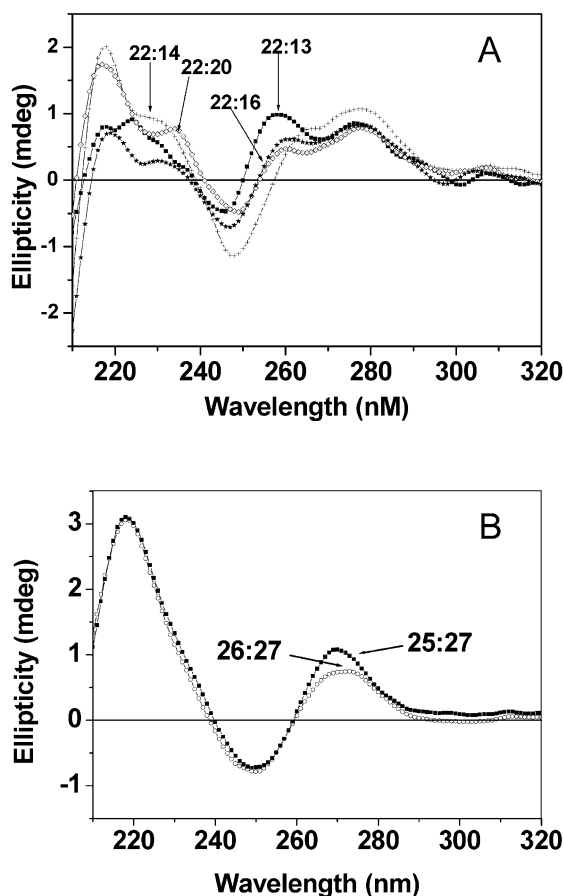 A
22:14
22:13
22:20
22:16
2
1
0
-1
-2
Ellipticity (mdeg)
220 240 260 280 300 320
Wavelength (nM)
B
26:27
25:27
3
2
1
0
-1
Ellipticity (mdeg)
220 240 260 280 300 320
Wavelength (nm)